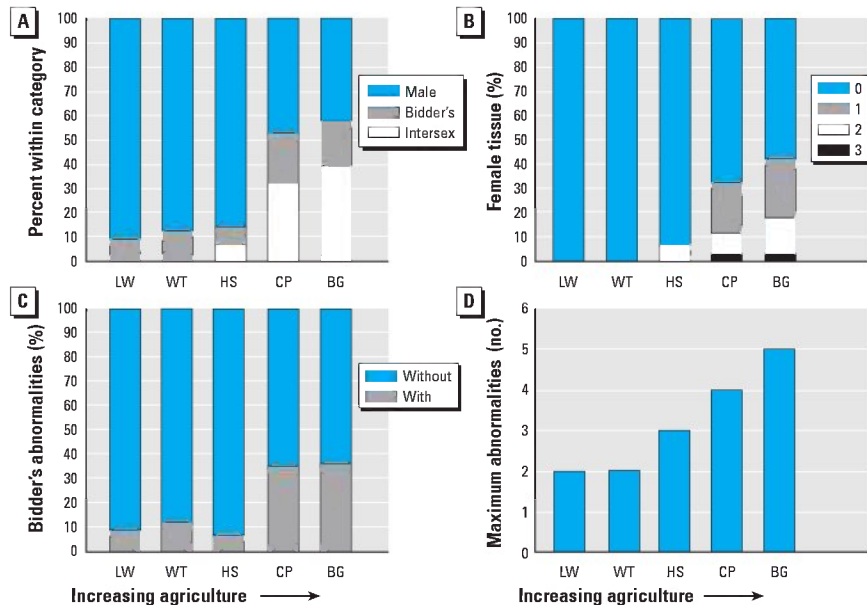 A
100
90
80
70
60
50
40
30
20
10
0
Percent within category
Male
Bidder's
Intersex
LW WT HS CP BG
B
100
90
80
70
60
50
40
30
20
10
0
Female tissue (%)
0
1
2
3
LW WT HS CP BG
C
100
90
80
70
60
50
40
30
20
10
0
Bidder's abnormalities (%)
Without
With
LW WT HS CP BG
Increasing agriculture
D
6
5
4
3
2
1
0
Maximum abnormalities (no.)
LW WT HS CP BG
Increasing agriculture